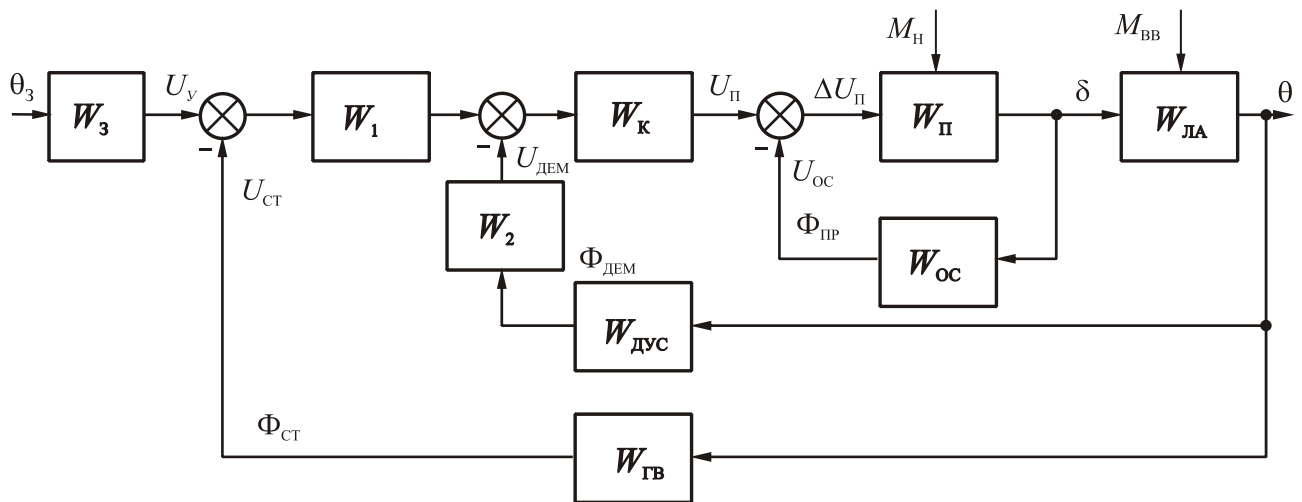 M_Н
M_ВВ
θ_З
W_З
U_У
W_1
W_К
U_П
ΔU_П
W_П
δ
W_ЛА
θ
U_ДЕМ
U_СТ
U_ОС
W_2
Φ_ПР
W_ОС
Φ_ДЕМ
W_ДУС
Φ_СТ
W_ГВ